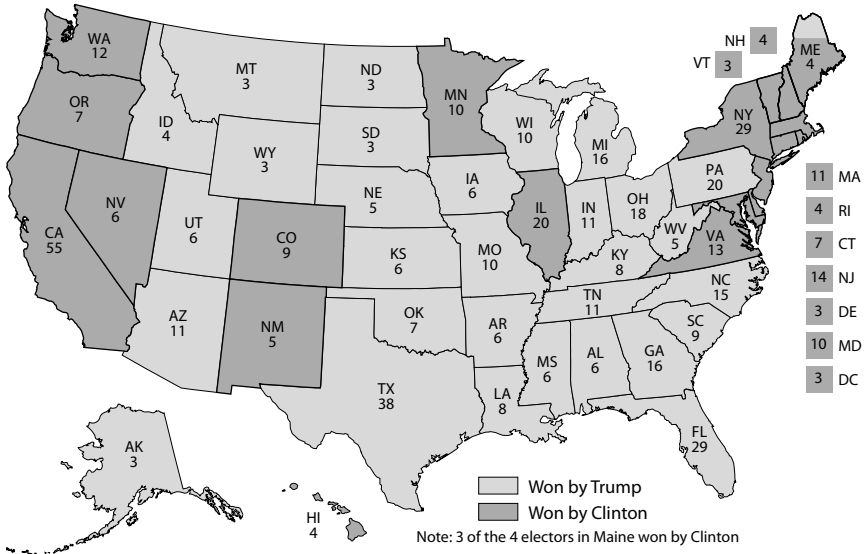 WA
12
OR
7
CA
55
NV
6
ID
4
MT
3
WY
3
UT
6
CO
9
AZ
11
NM
5
ND
3
SD
3
NE
5
KS
6
OK
7
TX
38
MN
10
IA
6
MO
10
AR
6
LA
8
WI
10
IL
20
MI
16
IN
11
OH
18
KY
8
TN
11
MS
6
AL
6
GA
16
FL
29
SC
9
NC
15
VA
13
WV
5
PA
20
NY
29
VT 3
NH 4
ME
4
11 MA
4 RI
7 CT
14 NJ
3 DE
10 MD
3 DC
AK
3
HI
4
Won by Trump
Won by Clinton
Note: 3 of the 4 electors in Maine won by Clinton